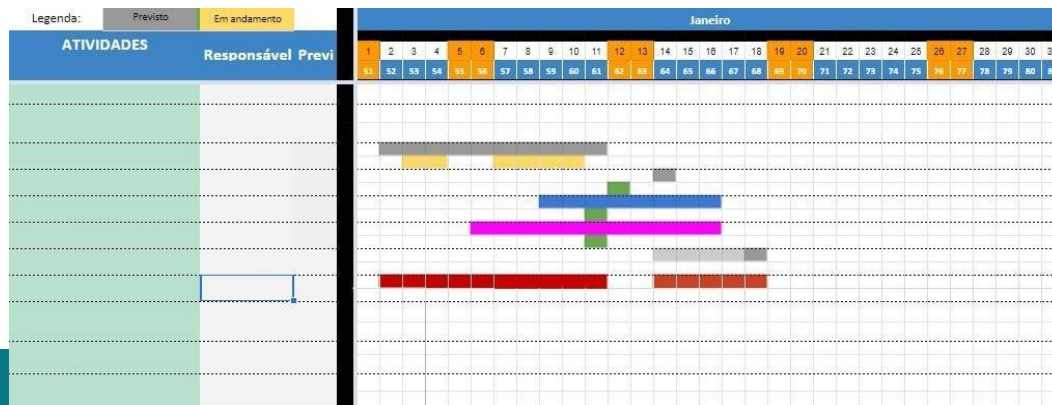 Legenda: Previsto Em andamento
Janeiro
ATIVIDADES Responsável Previ
1 2 3 4 5 6 7 8 9 10 11 12 13 14 15 16 17 18 19 20 21 22 23 24 25 26 27 28 29 30 3
51 52 53 54 55 56 57 58 59 60 61 62 63 64 65 66 67 68 69 70 71 72 73 74 75 76 77 78 79 80 8